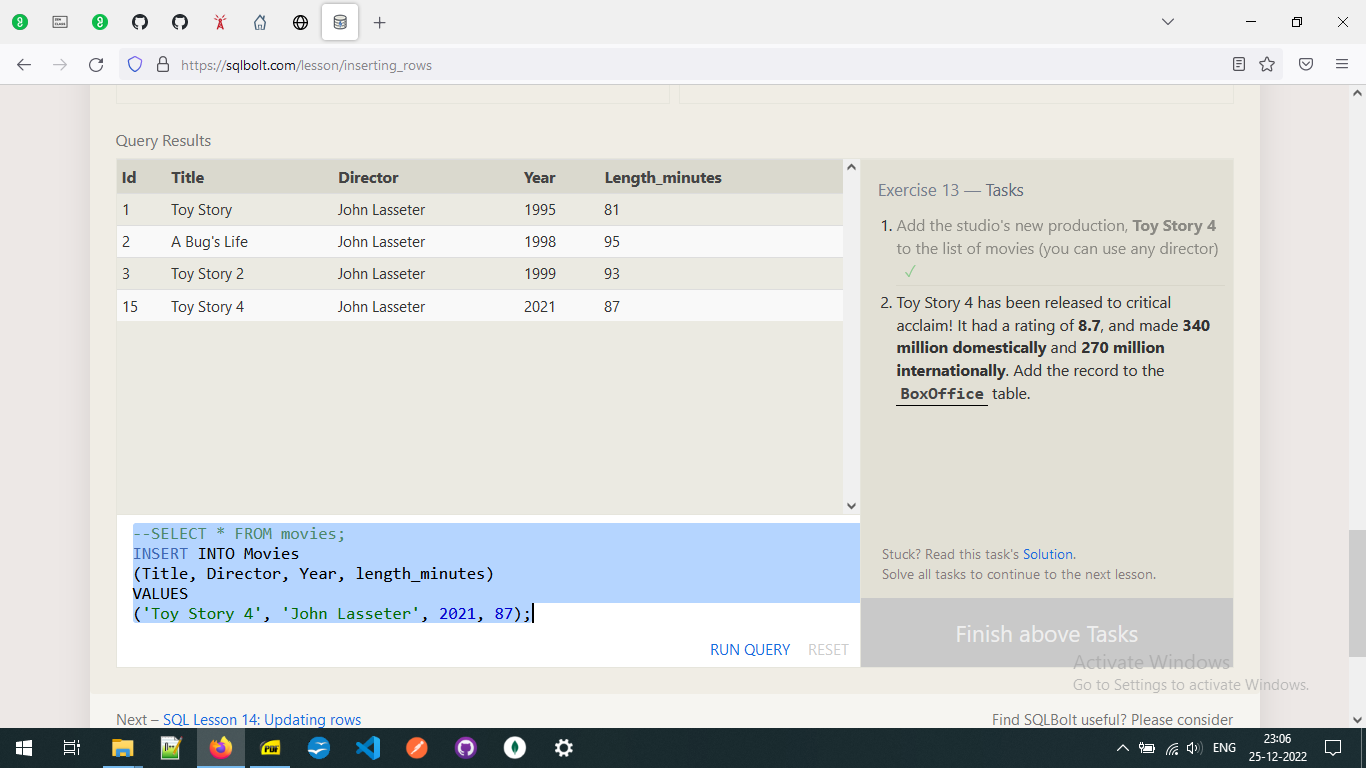 https://sqlbolt.com/lesson/inserting_rows
Query Results
Id Title Director Year Length_minutes
1 Toy Story John Lasseter 1995 81
2 A Bug's Life John Lasseter 1998 95
3 Toy Story 2 John Lasseter 1999 93
15 Toy Story 4 John Lasseter 2021 87
--SELECT * FROM movies;
INSERT INTO Movies
(Title, Director, Year, length_minutes)
VALUES
('Toy Story 4', 'John Lasseter', 2021, 87);
RUN QUERY RESET
Exercise 13 — Tasks
1. Add the studio's new production, Toy Story 4
to the list of movies (you can use any director)
✓
2. Toy Story 4 has been released to critical
acclaim! It had a rating of 8.7, and made 340
million domestically and 270 million
internationally. Add the record to the
BoxOffice table.
Stuck? Read this task's Solution.
Solve all tasks to continue to the next lesson.
Finish above Tasks
Activate Windows
Go to Settings to activate Windows.
Next – SQL Lesson 14: Updating rows
Find SQLBolt useful? Please consider
PDF
ENG
23:06
25-12-2022